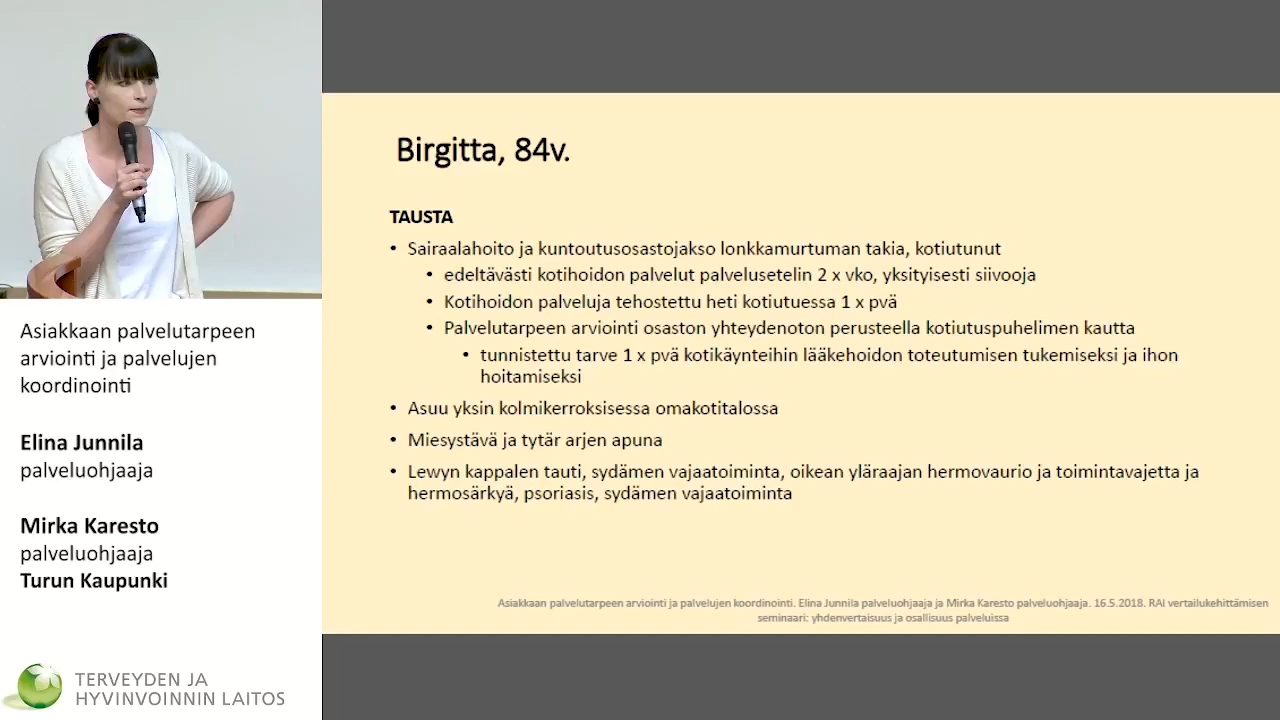 Birgitta, 84v.
TAUSTA
• Sairaalahoito ja kuntoutusosastojakso lonkkamurtuman takia, kotiutunut
• edeltävästi kotihoidon palvelut palvelusetelin 2 x vko, yksityisesti siivooja
• Kotihoidon palveluja tehostettu heti kotiutuessa 1 x pvä
• Palvelutarpeen arviointi osaston yhteydenoton perusteella kotiutuspuhelimen kautta
• tunnistettu tarve 1 x pvä kotikäynteihin lääkehoidon toteutumisen tukemiseksi ja ihon
hoitamiseksi
• Asuu yksin kolmikerroksisessa omakotitalossa
• Miesystävä ja tytär arjen apuna
• Lewyn kappalen tauti, sydämen vajaatoiminta, oikean yläraajan hermovaurio ja toimintavajetta ja
hermosärkyä, psoriasis, sydämen vajaatoiminta
Asiakkaan palvelutarpeen arviointi ja palvelujen koordinointi. Elina Junnila palveluohjaaja ja Mirka Karesto palveluohjaaja. 16.5.2018. RAI vertailukehittämisen
seminaari: yhdenvertaisuus ja osallisuus palveluissa
Asiakkaan palvelutarpeen
arviointi ja palvelujen
koordinointi
Elina Junnila
palveluohjaaja
Mirka Karesto
palveluohjaaja
Turun Kaupunki
TERVEYDEN JA
HYVINVOINNIN LAITOS